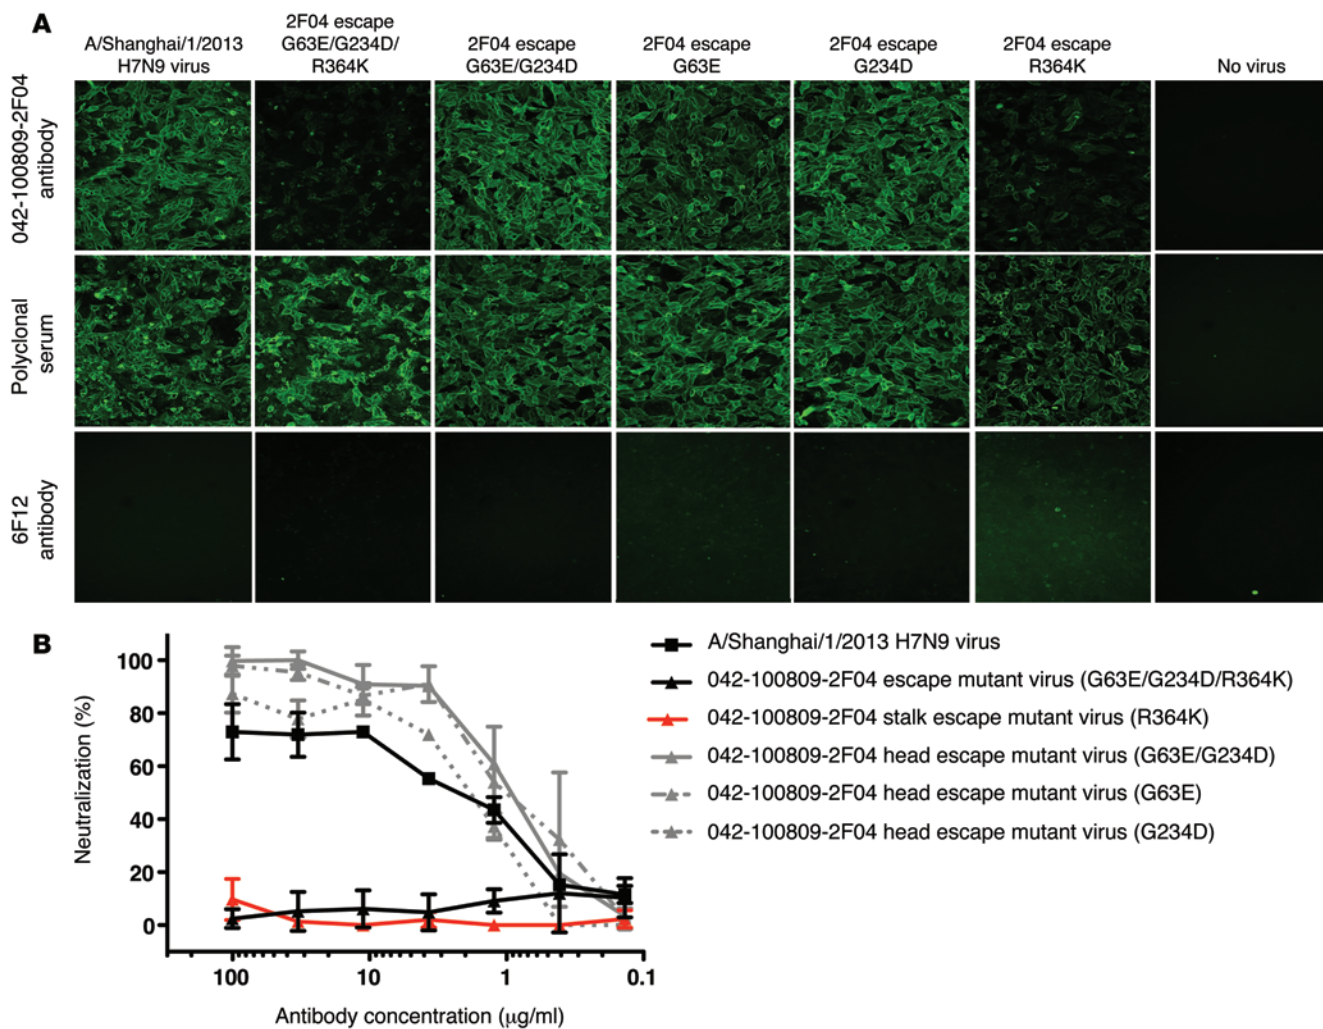 A
A/Shanghai/1/2013
H7N9 virus
2F04 escape
G63E/G234D/
R364K
2F04 escape
G63E/G234D
2F04 escape
G63E
2F04 escape
G234D
2F04 escape
R364K
No virus
042-100809-2F04
antibody
Polyclonal
serum
6F12
antibody
B
Neutralization (%)
100
80
60
40
20
0
100
10
1
0.1
Antibody concentration (μg/ml)
A/Shanghai/1/2013 H7N9 virus
042-100809-2F04 escape mutant virus (G63E/G234D/R364K)
042-100809-2F04 stalk escape mutant virus (R364K)
042-100809-2F04 head escape mutant virus (G63E/G234D)
042-100809-2F04 head escape mutant virus (G63E)
042-100809-2F04 head escape mutant virus (G234D)